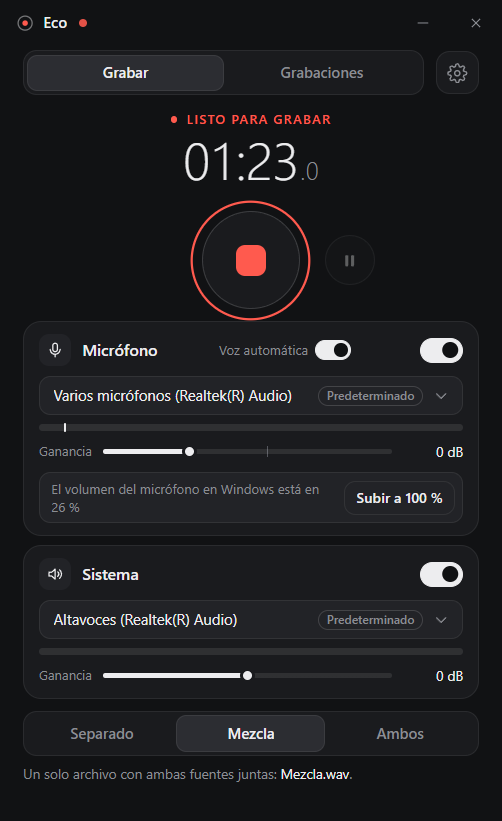 Eco
Grabar
Grabaciones
LISTO PARA GRABAR
01:23.0
Micrófono
Voz automática
Varios micrófonos (Realtek(R) Audio)
Predeterminado
Ganancia
0 dB
El volumen del micrófono en Windows está en
26 %
Subir a 100 %
Sistema
Altavoces (Realtek(R) Audio)
Predeterminado
Ganancia
0 dB
Separado
Mezcla
Ambos
Un solo archivo con ambas fuentes juntas: Mezcla.wav.